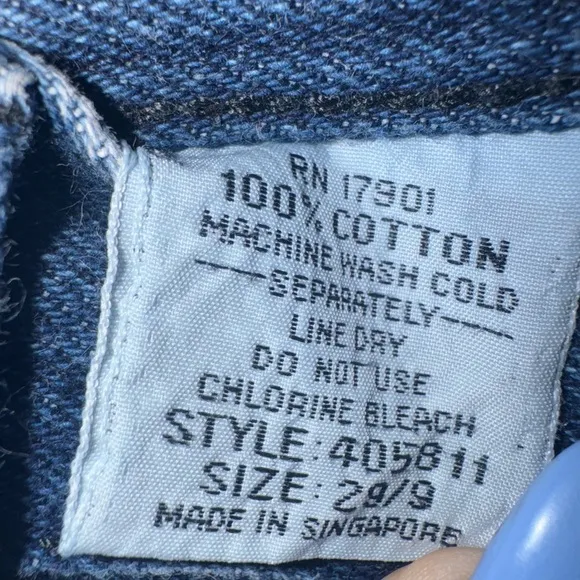 RN 17901
100% COTTON
MACHINE WASH COLD
SEPARATELY
LINE DRY
DO NOT USE
CHLORINE BLEACH
STYLE: 405811
SIZE: 29/9
MADE IN SINGAPORE